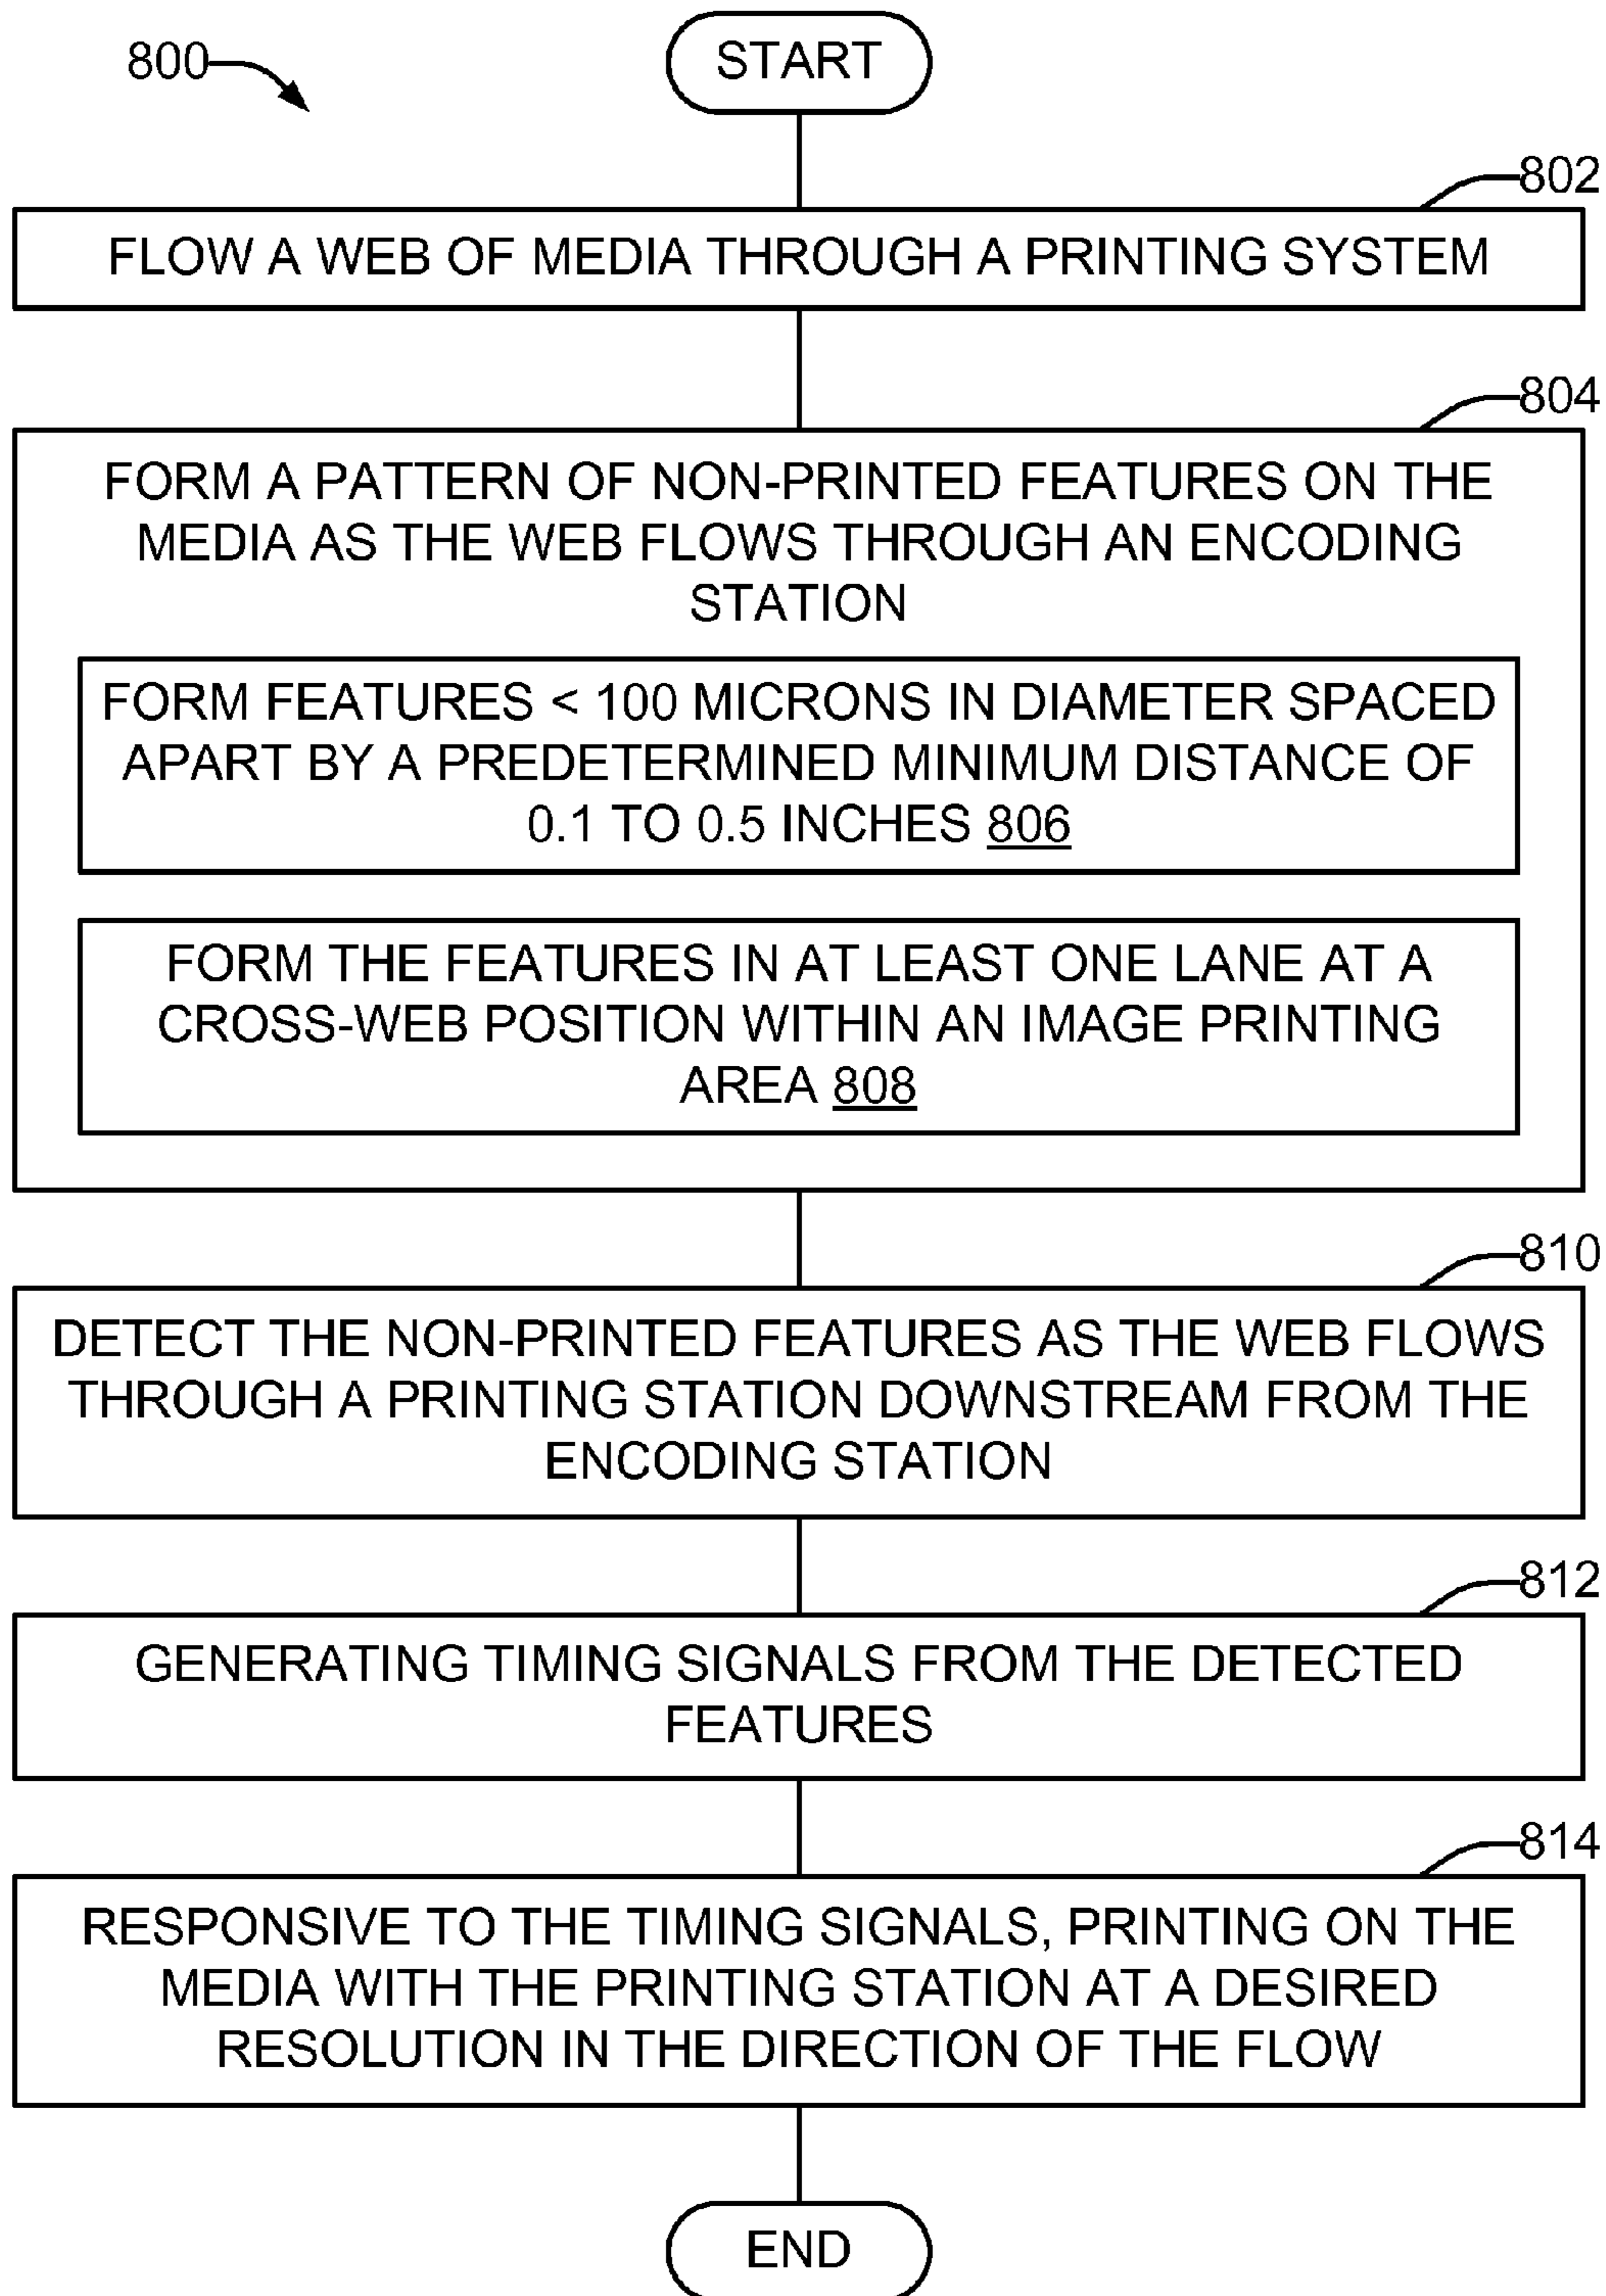 800
START
802
FLOW A WEB OF MEDIA THROUGH A PRINTING SYSTEM
804
FORM A PATTERN OF NON-PRINTED FEATURES ON THE
MEDIA AS THE WEB FLOWS THROUGH AN ENCODING
STATION
FORM FEATURES < 100 MICRONS IN DIAMETER SPACED
APART BY A PREDETERMINED MINIMUM DISTANCE OF
0.1 TO 0.5 INCHES 806
FORM THE FEATURES IN AT LEAST ONE LANE AT A
CROSS-WEB POSITION WITHIN AN IMAGE PRINTING
AREA 808
810
DETECT THE NON-PRINTED FEATURES AS THE WEB FLOWS
THROUGH A PRINTING STATION DOWNSTREAM FROM THE
ENCODING STATION
812
GENERATING TIMING SIGNALS FROM THE DETECTED
FEATURES
814
RESPONSIVE TO THE TIMING SIGNALS, PRINTING ON THE
MEDIA WITH THE PRINTING STATION AT A DESIRED
RESOLUTION IN THE DIRECTION OF THE FLOW
END